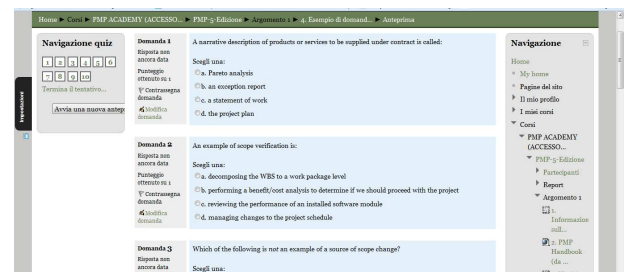 Home ► Corsi ► PMP ACADEMY (ACCESSO... ► PMP-5-Edizione ► Argomento 1 ► 4. Esempio di domand... ► Anteprima
Impostazioni
Navigazione quiz
1 2 3 4 5 6
7 8 9 10
Termina il tentativo...
Avvia una nuova antep
Domanda 1
Risposta non
ancora data
Punteggio
ottenuto su 1
Contrassegna
domanda
Modifica
domanda
A narrative description of products or services to be supplied under contract is called:
Scegli una:
a. Pareto analysis
b. an exception report
c. a statement of work
d. the project plan
Domanda 2
Risposta non
ancora data
Punteggio
ottenuto su 1
Contrassegna
domanda
Modifica
domanda
An example of scope verification is:
Scegli una:
a. decomposing the WBS to a work package level
b. performing a benefit/cost analysis to determine if we should proceed with the project
c. reviewing the performance of an installed software module
d. managing changes to the project schedule
Domanda 3
Risposta non
ancora data
Which of the following is not an example of a source of scope change?
Scegli una:
Navigazione
Home
My home
Pagine del sito
Il mio profilo
I miei corsi
Corsi
PMP ACADEMY
(ACCESSO...
PMP-5-Edizione
Partecipanti
Report
Argomento 1
1.
Informazion
sull...
2. PMP
Handbook
(da ...